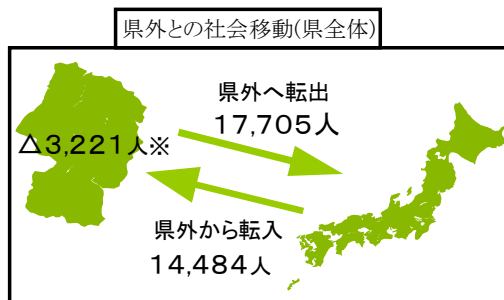 県外との社会移動(県全体)
県外へ転出
17,705人
△3,221人※
県外から転入
14,484人